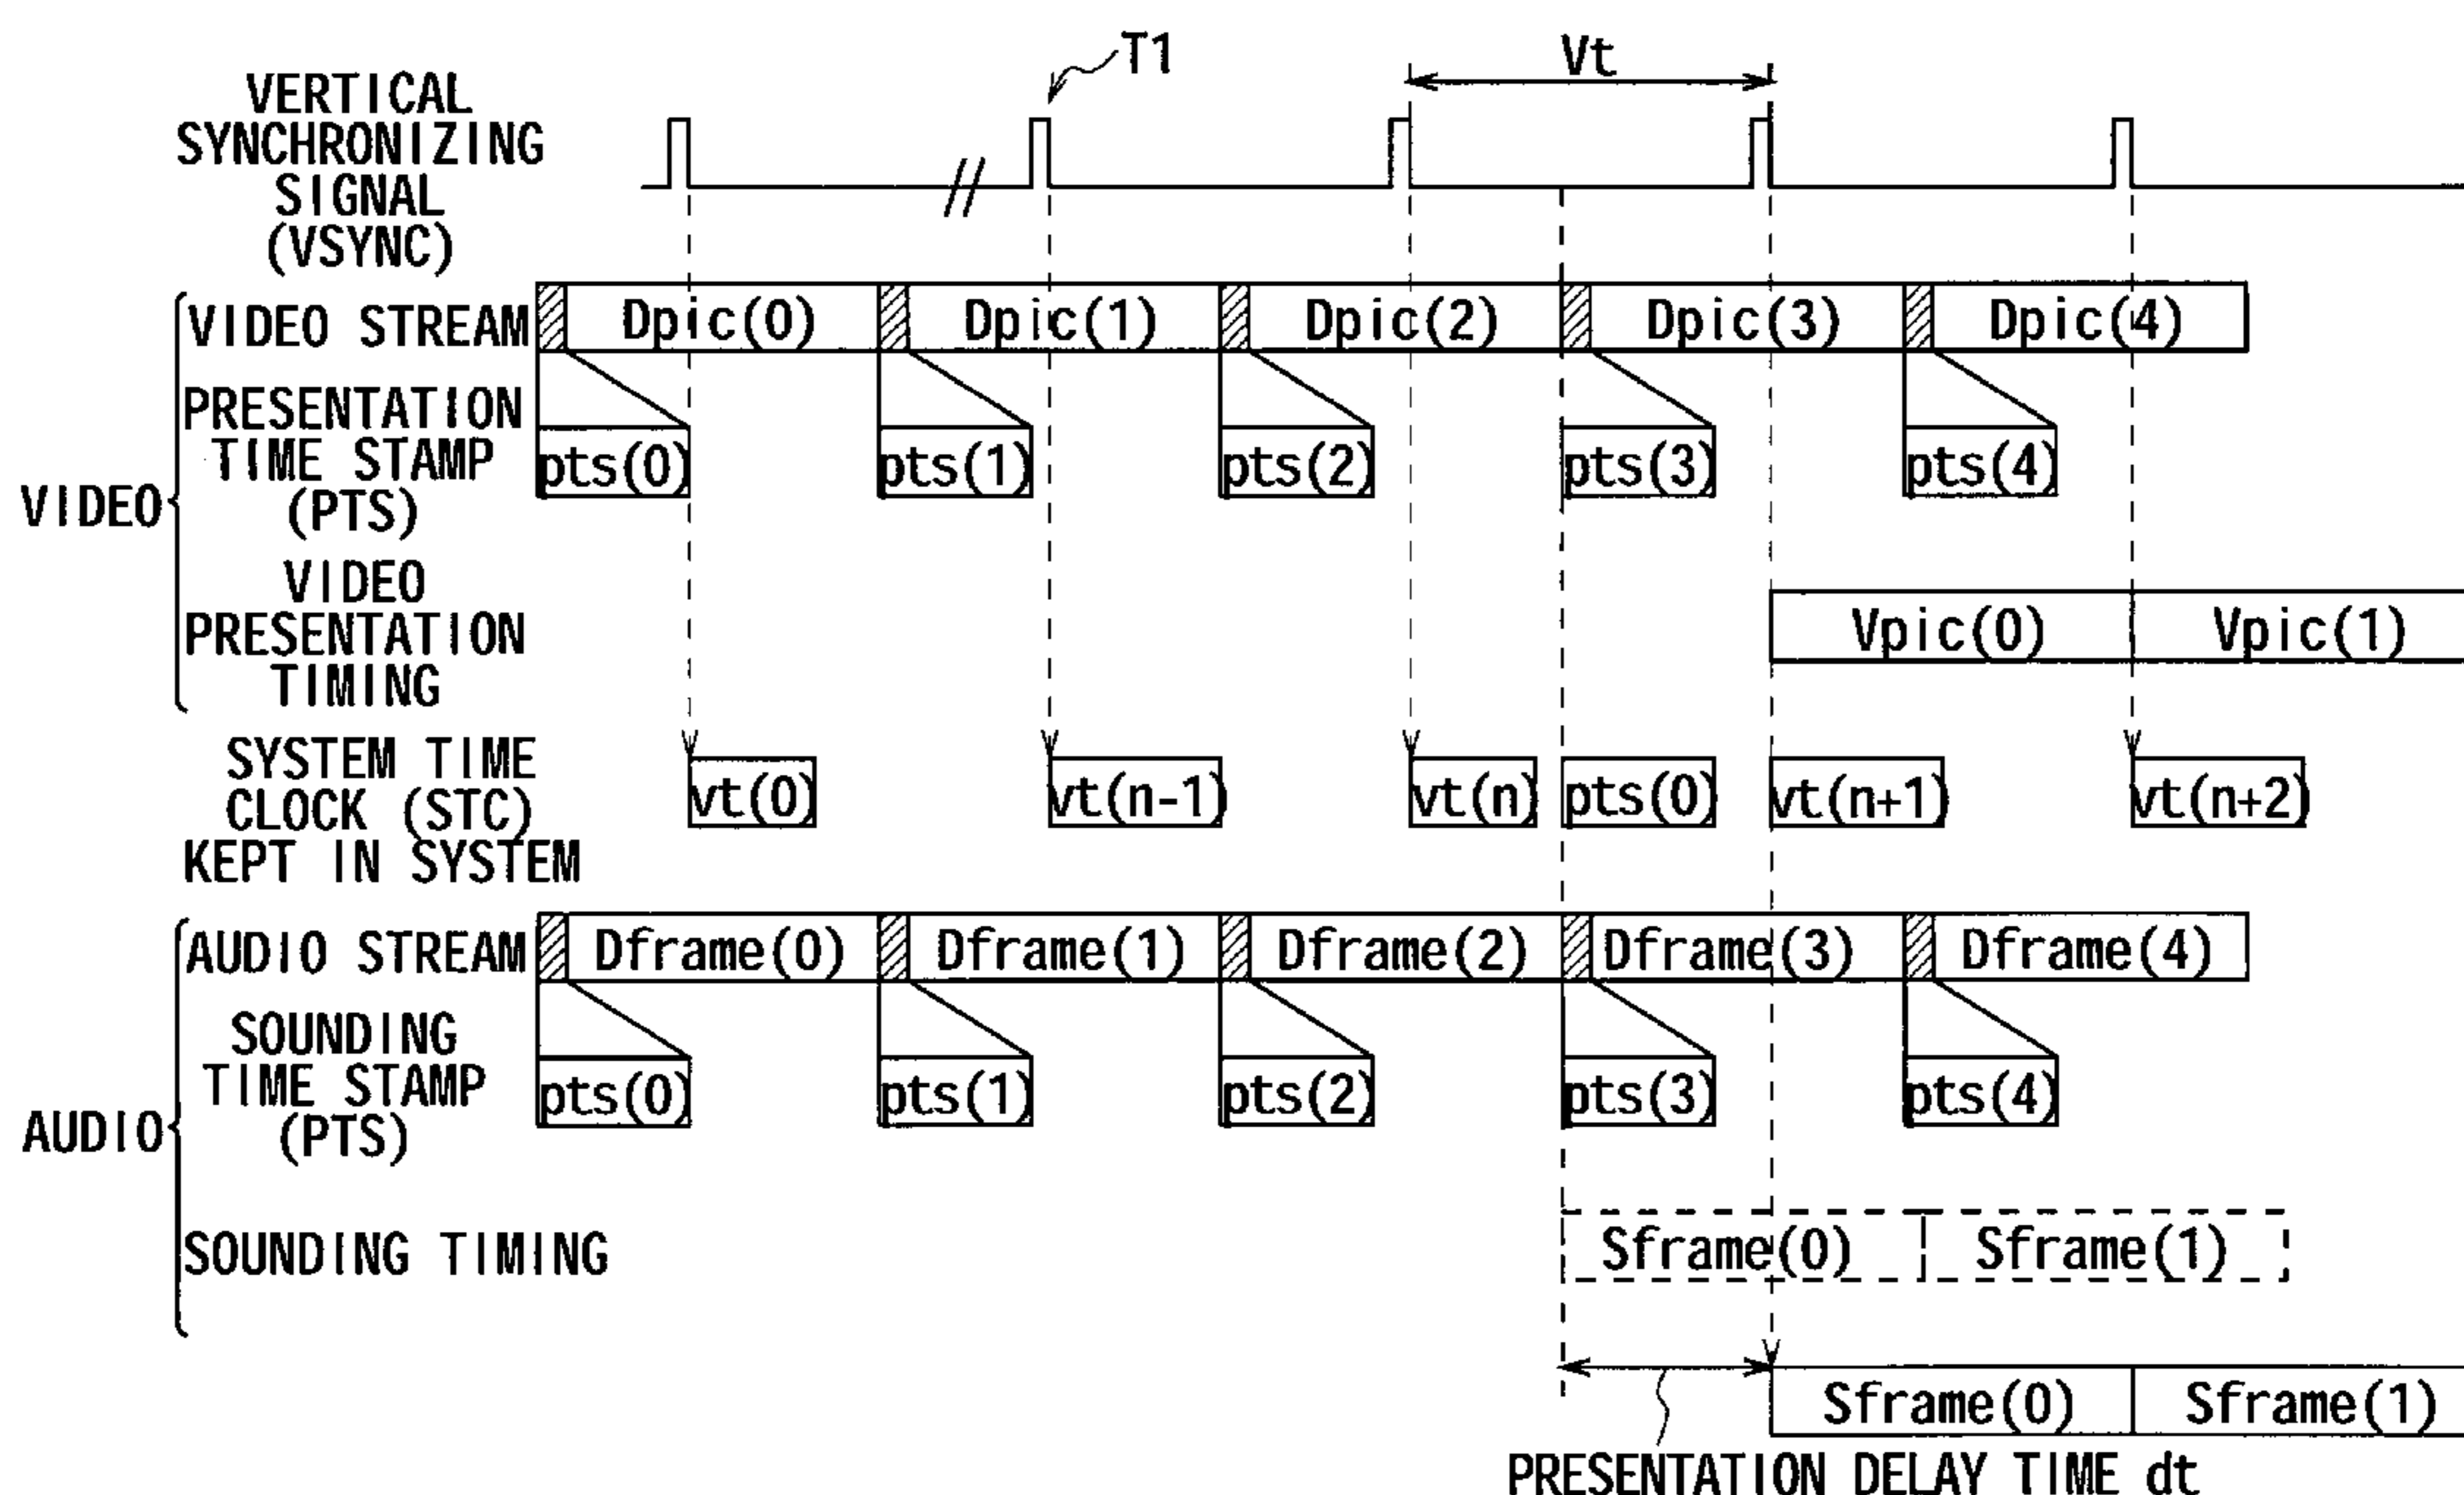 T1
Vt
VERTICAL
SYNCHRONIZING
SIGNAL
(VSYNC)
VIDEO
VIDEO STREAM
Dpic(0) Dpic(1) Dpic(2) Dpic(3) Dpic(4)
PRESENTATION
TIME STAMP
(PTS)
pts(0) pts(1) pts(2) pts(3) pts(4)
VIDEO
PRESENTATION
TIMING
Vpic(0) Vpic(1)
SYSTEM TIME
CLOCK (STC)
KEPT IN SYSTEM
vt(0) vt(n-1) vt(n) pts(0) vt(n+1) vt(n+2)
AUDIO
AUDIO STREAM
Dframe(0) Dframe(1) Dframe(2) Dframe(3) Dframe(4)
SOUNDING
TIME STAMP
(PTS)
pts(0) pts(1) pts(2) pts(3) pts(4)
SOUNDING TIMING
Sframe(0) Sframe(1)
Sframe(0) Sframe(1)
PRESENTATION DELAY TIME dt